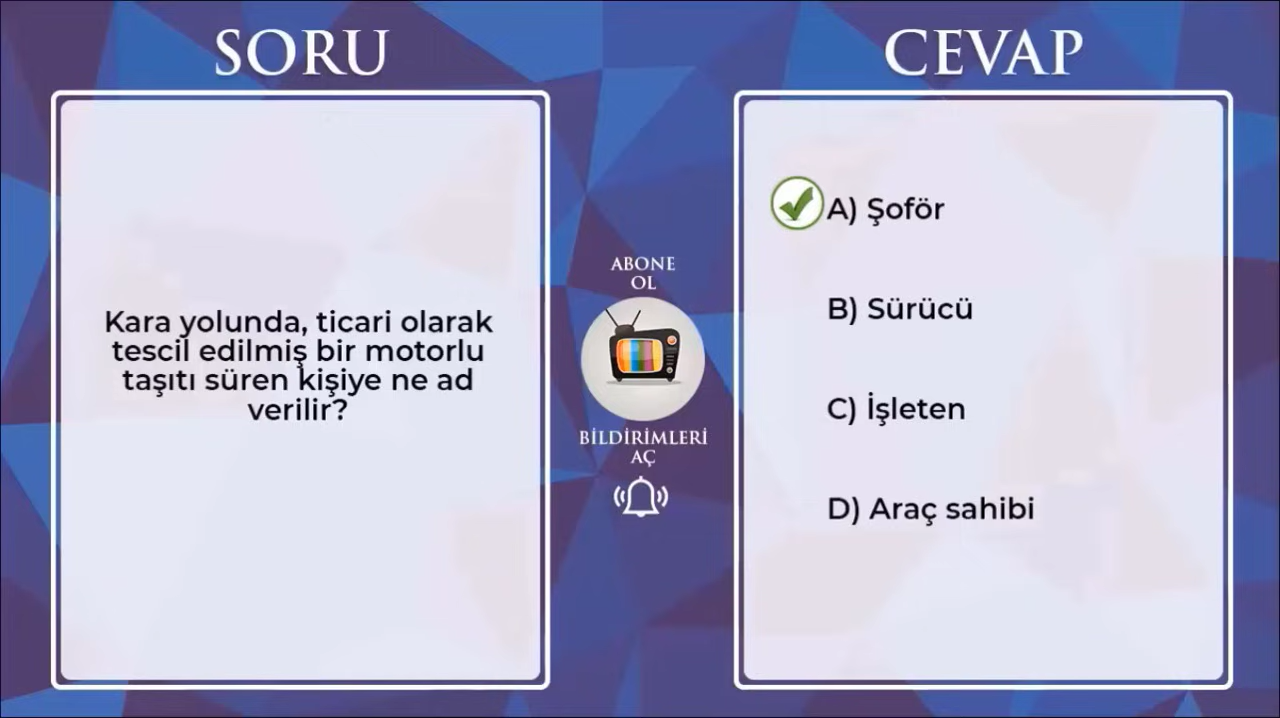 SORU
Kara yolunda, ticari olarak
tescil edilmiş bir motorlu
taşıtı süren kişiye ne ad
verilir?
ABONE
OL
BİLDİRİMLERİ
AÇ
CEVAP
A) Şoför
B) Sürücü
C) İşleten
D) Araç sahibi